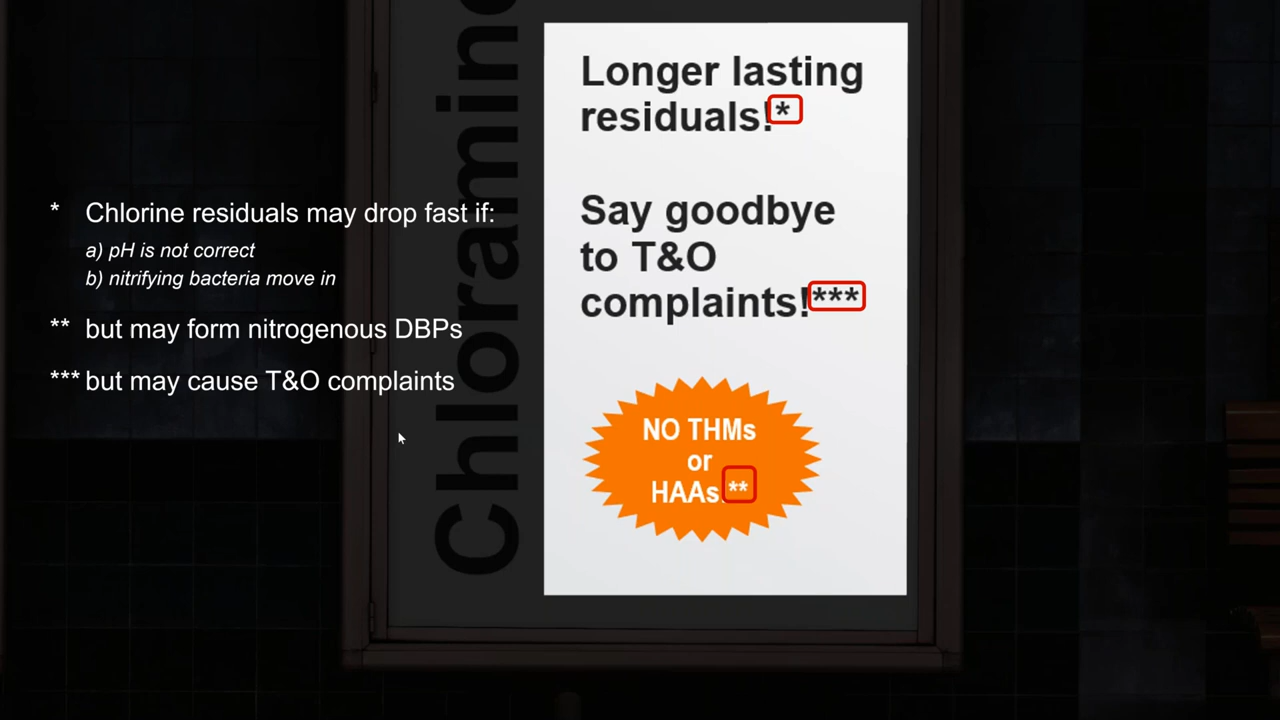 Chloramine
Longer lasting
residuals!*
Say goodbye
to T&O
complaints!***
NO THMs
or
HAAs!**
* Chlorine residuals may drop fast if:
a) pH is not correct
b) nitrifying bacteria move in
** but may form nitrogenous DBPs
*** but may cause T&O complaints